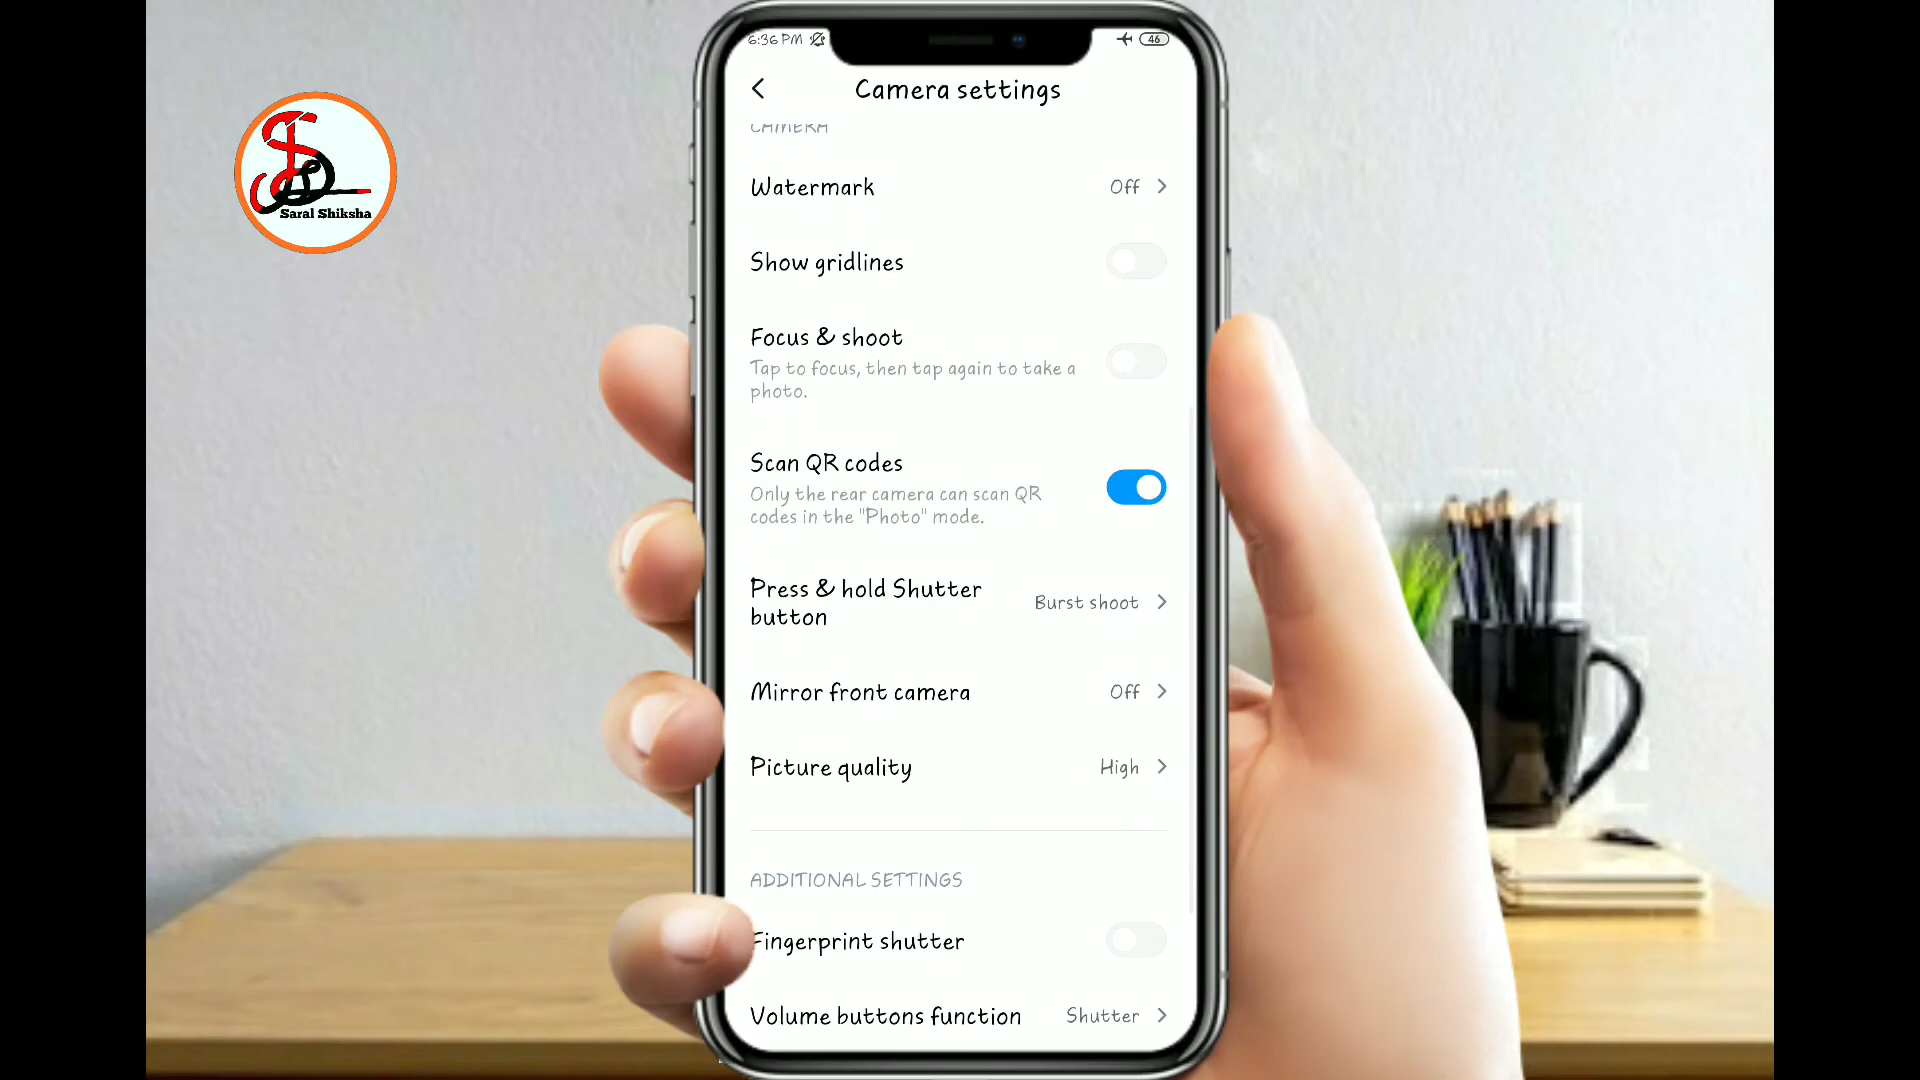 6:36 PM
46
Camera settings
CAMERA
Watermark
Off
Show gridlines
Focus & shoot
Tap to focus, then tap again to take a
photo.
Scan QR codes
Only the rear camera can scan QR
codes in the "Photo" mode.
Press & hold Shutter
button
Burst shoot
Mirror front camera
Off
Picture quality
High
ADDITIONAL SETTINGS
Fingerprint shutter
Volume buttons function
Shutter
Saral Shiksha